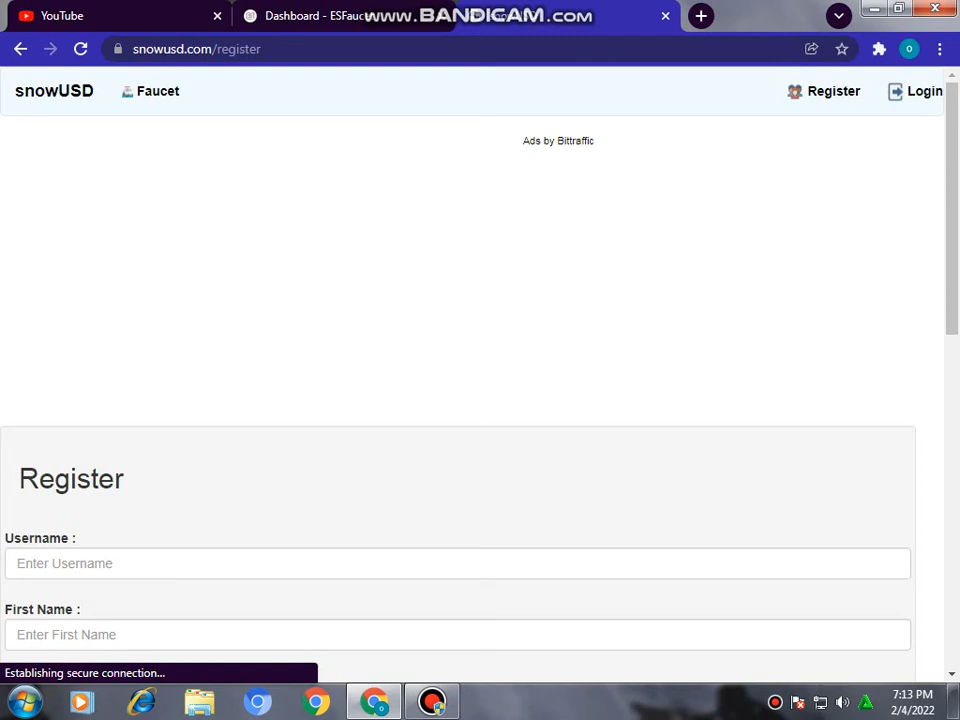 YouTube
Dashboard - ESFauc
WWW.BANDICAM.COM
snowusd.com/register
snowUSD
Faucet
Register
Login
Ads by Bittraffic
Register
Username :
Enter Username
First Name :
Enter First Name
Establishing secure connection...
7:13 PM
2/4/2022